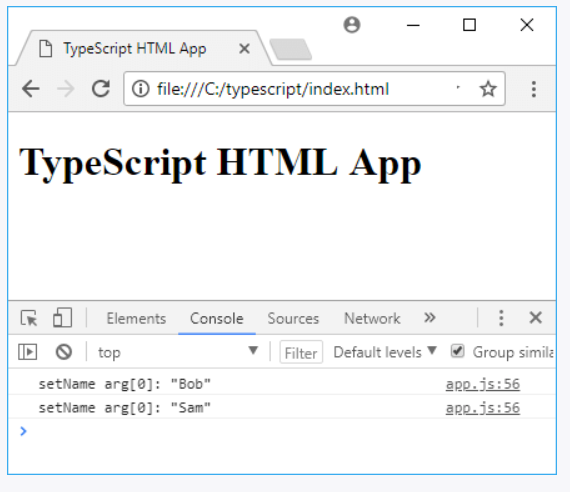 TypeScript HTML App
file:///C:/typescript/index.html
TypeScript HTML App
Elements Console Sources Network »
top Filter Default levels Group simila
setName arg[0]: "Bob" app.js:56
setName arg[0]: "Sam" app.js:56